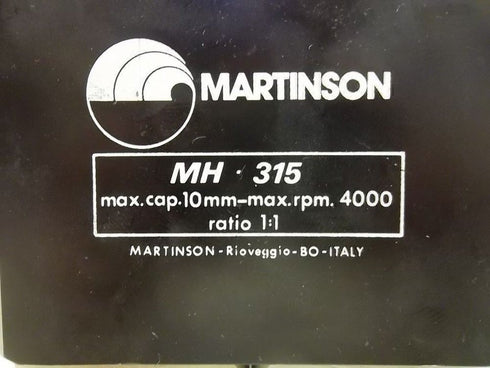 MARTINSON
MH · 315
max.cap.10mm-max.rpm. 4000
ratio 1:1
MARTINSON-Rioveggio-BO-ITALY